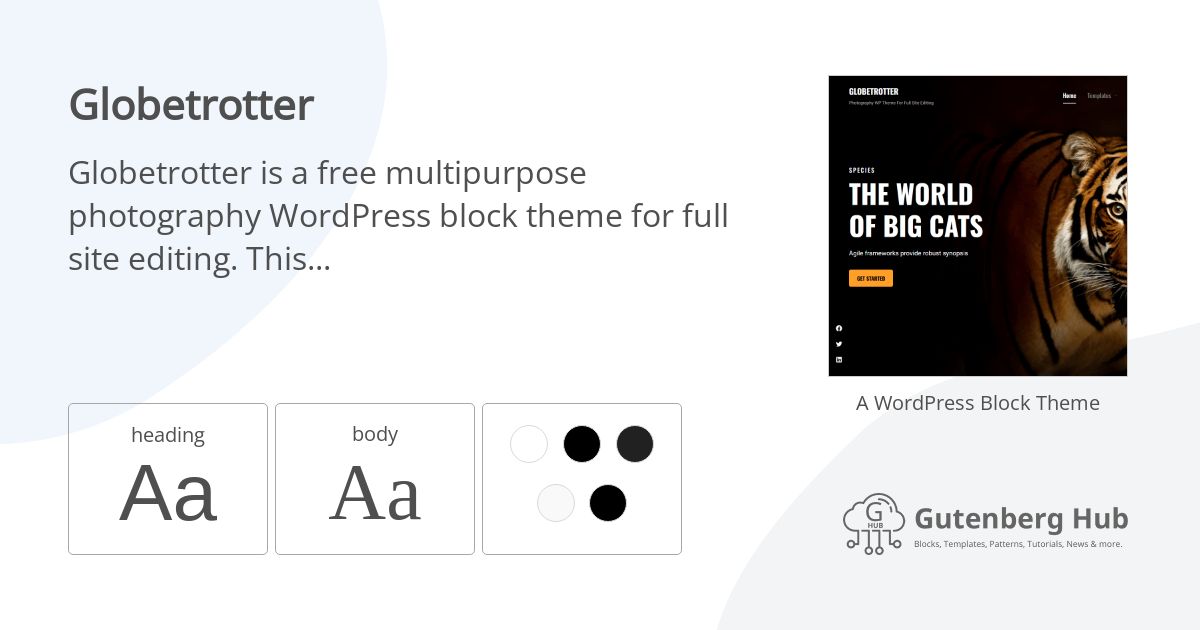 Globetrotter
Globetrotter is a free multipurpose
photography WordPress block theme for full
site editing. This...
heading
Aa
body
Aa
GLOBETROTTER
Photography WP Theme For Full Site Editing
Home
Templates
SPECIES
THE WORLD
OF BIG CATS
Agile frameworks provide robust synopsis
GET STARTED
A WordPress Block Theme
G
HUB
Gutenberg Hub
Blocks, Templates, Patterns, Tutorials, News & more.